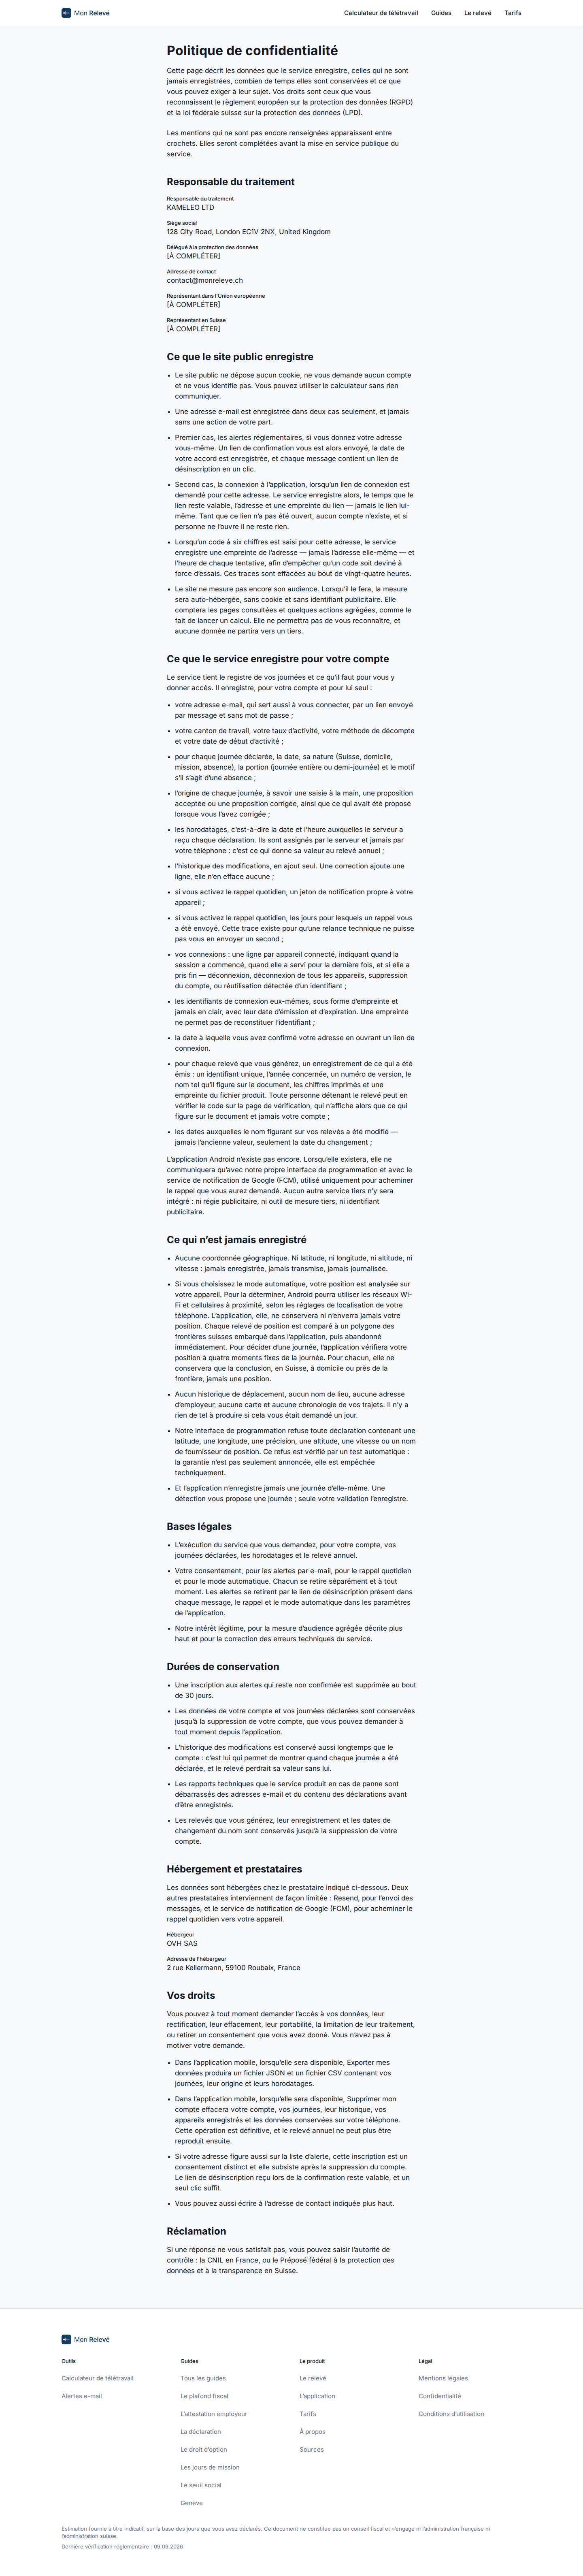 Mon Relevé
Calculateur de télétravail
Guides
Le relevé
Tarifs
Politique de confidentialité
Cette page décrit les données que le service enregistre, celles qui ne sont
jamais enregistrées, combien de temps elles sont conservées et ce que
vous pouvez exiger à leur sujet. Vos droits sont ceux que vous
reconnaissent le règlement européen sur la protection des données (RGPD)
et la loi fédérale suisse sur la protection des données (LPD).
Les mentions qui ne sont pas encore renseignées apparaissent entre
crochets. Elles seront complétées avant la mise en service publique du
service.
Responsable du traitement
Responsable du traitement
KAMELEO LTD
Siège social
128 City Road, London EC1V 2NX, United Kingdom
Délégué à la protection des données
[À COMPLÉTER]
Adresse de contact
contact@monreleve.ch
Représentant dans l'Union européenne
[À COMPLÉTER]
Représentant en Suisse
[À COMPLÉTER]
Ce que le site public enregistre
• Le site public ne dépose aucun cookie, ne vous demande aucun compte
et ne vous identifie pas. Vous pouvez utiliser le calculateur sans rien
communiquer.
• Une adresse e-mail est enregistrée dans deux cas seulement, et jamais
sans une action de votre part.
• Premier cas, les alertes réglementaires, si vous donnez votre adresse
vous-même. Un lien de confirmation vous est alors envoyé, la date de
votre accord est enregistrée, et chaque message contient un lien de
désinscription en un clic.
• Second cas, la connexion à l'application, lorsqu'un lien de connexion est
demandé pour cette adresse. Le service enregistre alors, le temps que le
lien reste valable, l'adresse et une empreinte du lien — jamais le lien lui-
même. Tant que ce lien n'a pas été ouvert, aucun compte n'existe, et si
personne ne l'ouvre il ne reste rien.
• Lorsqu'un code à six chiffres est saisi pour cette adresse, le service
enregistre une empreinte de l'adresse — jamais l'adresse elle-même — et
l'heure de chaque tentative, afin d'empêcher qu'un code soit deviné à
force d'essais. Ces traces sont effacées au bout de vingt-quatre heures.
• Le site ne mesure pas encore son audience. Lorsqu'il le fera, la mesure
sera auto-hébergée, sans cookie et sans identifiant publicitaire. Elle
comptera les pages consultées et quelques actions agrégées, comme le
fait de lancer un calcul. Elle ne permettra pas de vous reconnaître, et
aucune donnée ne partira vers un tiers.
Ce que le service enregistre pour votre compte
Le service tient le registre de vos journées et ce qu'il faut pour vous y
donner accès. Il enregistre, pour votre compte et pour lui seul :
• votre adresse e-mail, qui sert aussi à vous connecter, par un lien envoyé
par message et sans mot de passe ;
• votre canton de travail, votre taux d'activité, votre méthode de décompte
et votre date de début d'activité ;
• pour chaque journée déclarée, la date, sa nature (Suisse, domicile,
mission, absence), la portion (journée entière ou demi-journée) et le motif
s'il s'agit d'une absence ;
• l'origine de chaque journée, à savoir une saisie à la main, une proposition
acceptée ou une proposition corrigée, ainsi que ce qui avait été proposé
lorsque vous l'avez corrigée ;
• les horodatages, c'est-à-dire la date et l'heure auxquelles le serveur a
reçu chaque déclaration. Ils sont assignés par le serveur et jamais par
votre téléphone : c'est ce qui donne sa valeur au relevé annuel ;
• l'historique des modifications, en ajout seul. Une correction ajoute une
ligne, elle n'en efface aucune ;
• si vous activez le rappel quotidien, un jeton de notification propre à votre
appareil ;
• si vous activez le rappel quotidien, les jours pour lesquels un rappel vous
a été envoyé. Cette trace existe pour qu'une relance technique ne puisse
pas vous en envoyer un second ;
• vos connexions : une ligne par appareil connecté, indiquant quand la
session a commencé, quand elle a servi pour la dernière fois, et si elle a
pris fin — déconnexion, déconnexion de tous les appareils, suppression
du compte, ou réutilisation détectée d'un identifiant ;
• les identifiants de connexion eux-mêmes, sous forme d'empreinte et
jamais en clair, avec leur date d'émission et d'expiration. Une empreinte
ne permet pas de reconstituer l'identifiant ;
• la date à laquelle vous avez confirmé votre adresse en ouvrant un lien de
connexion.
• pour chaque relevé que vous générez, un enregistrement de ce qui a été
émis : un identifiant unique, l'année concernée, un numéro de version, le
nom tel qu'il figure sur le document, les chiffres imprimés et une
empreinte du fichier produit. Toute personne détenant le relevé peut en
vérifier le code sur la page de vérification, qui n'affiche alors que ce qui
figure sur le document et jamais votre compte ;
• les dates auxquelles le nom figurant sur vos relevés a été modifié —
jamais l'ancienne valeur, seulement la date du changement ;
L'application Android n'existe pas encore. Lorsqu'elle existera, elle ne
communiquera qu'avec notre propre interface de programmation et avec le
service de notification de Google (FCM), utilisé uniquement pour acheminer
le rappel que vous aurez demandé. Aucun autre service tiers n'y sera
intégré : ni régie publicitaire, ni outil de mesure tiers, ni identifiant
publicitaire.
Ce qui n'est jamais enregistré
• Aucune coordonnée géographique. Ni latitude, ni longitude, ni altitude, ni
vitesse : jamais enregistrée, jamais transmise, jamais journalisée.
• Si vous choisissez le mode automatique, votre position est analysée sur
votre appareil. Pour la déterminer, Android pourra utiliser les réseaux Wi-
Fi et cellulaires à proximité, selon les réglages de localisation de votre
téléphone. L'application, elle, ne conservera ni n'enverra jamais votre
position. Chaque relevé de position est comparé à un polygone des
frontières suisses embarqué dans l'application, puis abandonné
immédiatement. Pour décider d'une journée, l'application vérifiera votre
position à quatre moments fixes de la journée. Pour chacun, elle ne
conservera que la conclusion, en Suisse, à domicile ou près de la
frontière, jamais une position.
• Aucun historique de déplacement, aucun nom de lieu, aucune adresse
d'employeur, aucune carte et aucune chronologie de vos trajets. Il n'y a
rien de tel à produire si cela vous était demandé un jour.
• Notre interface de programmation refuse toute déclaration contenant une
latitude, une longitude, une précision, une altitude, une vitesse ou un nom
de fournisseur de position. Ce refus est vérifié par un test automatique :
la garantie n'est pas seulement annoncée, elle est empêchée
techniquement.
• Et l'application n'enregistre jamais une journée d'elle-même. Une
détection vous propose une journée ; seule votre validation l'enregistre.
Bases légales
• L'exécution du service que vous demandez, pour votre compte, vos
journées déclarées, les horodatages et le relevé annuel.
• Votre consentement, pour les alertes par e-mail, pour le rappel quotidien
et pour le mode automatique. Chacun se retire séparément et à tout
moment. Les alertes se retirent par le lien de désinscription présent dans
chaque message, le rappel et le mode automatique dans les paramètres
de l'application.
• Notre intérêt légitime, pour la mesure d'audience agrégée décrite plus
haut et pour la correction des erreurs techniques du service.
Durées de conservation
• Une inscription aux alertes qui reste non confirmée est supprimée au bout
de 30 jours.
• Les données de votre compte et vos journées déclarées sont conservées
jusqu'à la suppression de votre compte, que vous pouvez demander à
tout moment depuis l'application.
• L'historique des modifications est conservé aussi longtemps que le
compte : c'est lui qui permet de montrer quand chaque journée a été
déclarée, et le relevé perdrait sa valeur sans lui.
• Les rapports techniques que le service produit en cas de panne sont
débarrassés des adresses e-mail et du contenu des déclarations avant
d'être enregistrés.
• Les relevés que vous générez, leur enregistrement et les dates de
changement du nom sont conservés jusqu'à la suppression de votre
compte.
Hébergement et prestataires
Les données sont hébergées chez le prestataire indiqué ci-dessous. Deux
autres prestataires interviennent de façon limitée : Resend, pour l'envoi des
messages, et le service de notification de Google (FCM), pour acheminer le
rappel quotidien vers votre appareil.
Hébergeur
OVH SAS
Adresse de l'hébergeur
2 rue Kellermann, 59100 Roubaix, France
Vos droits
Vous pouvez à tout moment demander l'accès à vos données, leur
rectification, leur effacement, leur portabilité, la limitation de leur traitement,
ou retirer un consentement que vous avez donné. Vous n'avez pas à
motiver votre demande.
• Dans l'application mobile, lorsqu'elle sera disponible, Exporter mes
données produira un fichier JSON et un fichier CSV contenant vos
journées, leur origine et leurs horodatages.
• Dans l'application mobile, lorsqu'elle sera disponible, Supprimer mon
compte effacera votre compte, vos journées, leur historique, vos
appareils enregistrés et les données conservées sur votre téléphone.
Cette opération est définitive, et le relevé annuel ne peut plus être
reproduit ensuite.
• Si votre adresse figure aussi sur la liste d'alerte, cette inscription est un
consentement distinct et elle subsiste après la suppression du compte.
Le lien de désinscription reçu lors de la confirmation reste valable, et un
seul clic suffit.
• Vous pouvez aussi écrire à l'adresse de contact indiquée plus haut.
Réclamation
Si une réponse ne vous satisfait pas, vous pouvez saisir l'autorité de
contrôle : la CNIL en France, ou le Préposé fédéral à la protection des
données et à la transparence en Suisse.
Mon Relevé
Outils
Calculateur de télétravail
Alertes e-mail
Guides
Tous les guides
Le plafond fiscal
L'attestation employeur
La déclaration
Le droit d'option
Les jours de mission
Le seuil social
Genève
Le produit
Le relevé
L'application
Tarifs
À propos
Sources
Légal
Mentions légales
Confidentialité
Conditions d'utilisation
Estimation fournie à titre indicatif, sur la base des jours que vous avez déclarés. Ce document ne constitue pas un conseil fiscal et n'engage ni l'administration française ni
l'administration suisse.
Dernière vérification réglementaire : 09.09.2026